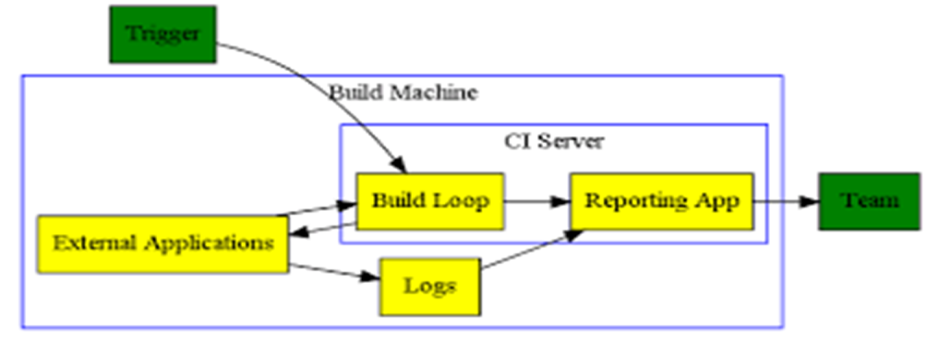 Trigger
Build Machine
CI Server
Build Loop
Reporting App
Team
External Applications
Logs